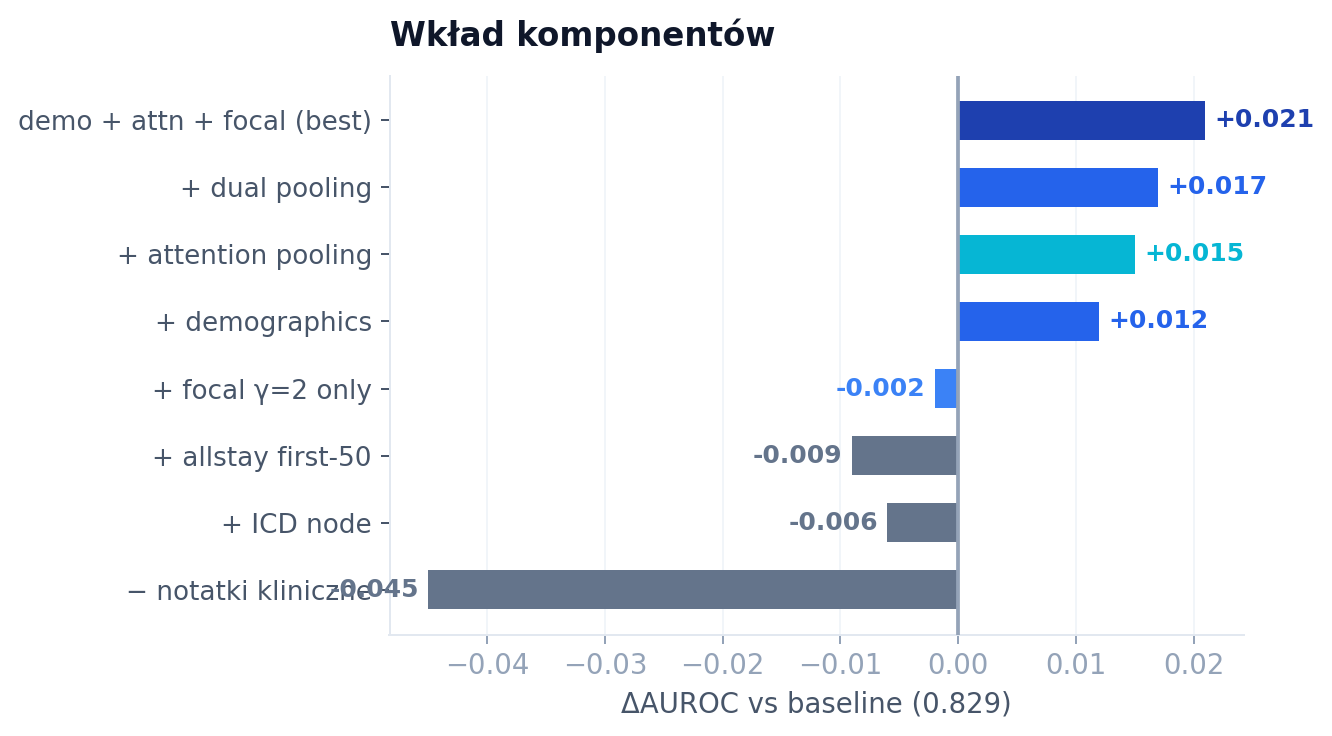 Wkład komponentów
demo + attn + focal (best)
+0.021
+ dual pooling
+0.017
+ attention pooling
+0.015
+ demographics
+0.012
+ focal γ=2 only
-0.002
+ allstay first-50
-0.009
+ ICD node
-0.006
− notatki kliniczne
-0.045
−0.04 −0.03 −0.02 −0.01 0.00 0.01 0.02
ΔAUROC vs baseline (0.829)